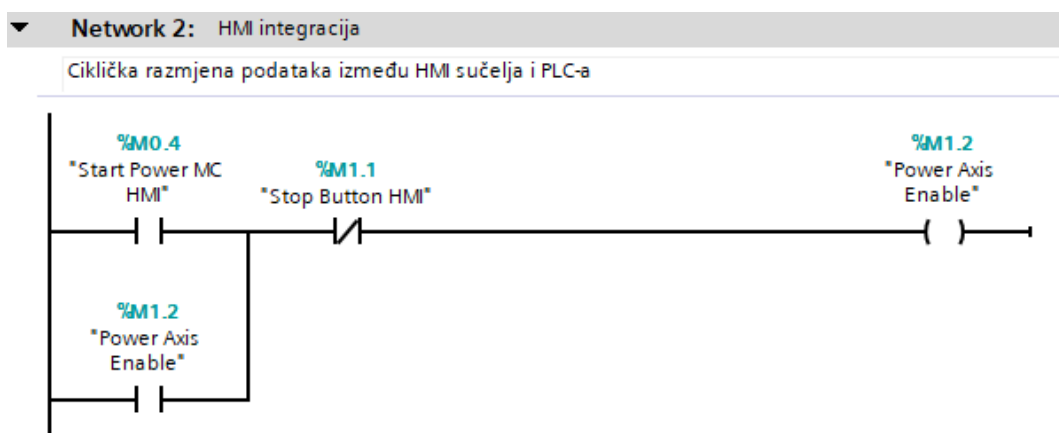 Network 2: HMI integracija
Ciklička razmjena podataka između HMI sučelja i PLC-a
%M0.4
"Start Power MC
HMI"
%M1.1
"Stop Button HMI"
%M1.2
"Power Axis
Enable"
%M1.2
"Power Axis
Enable"